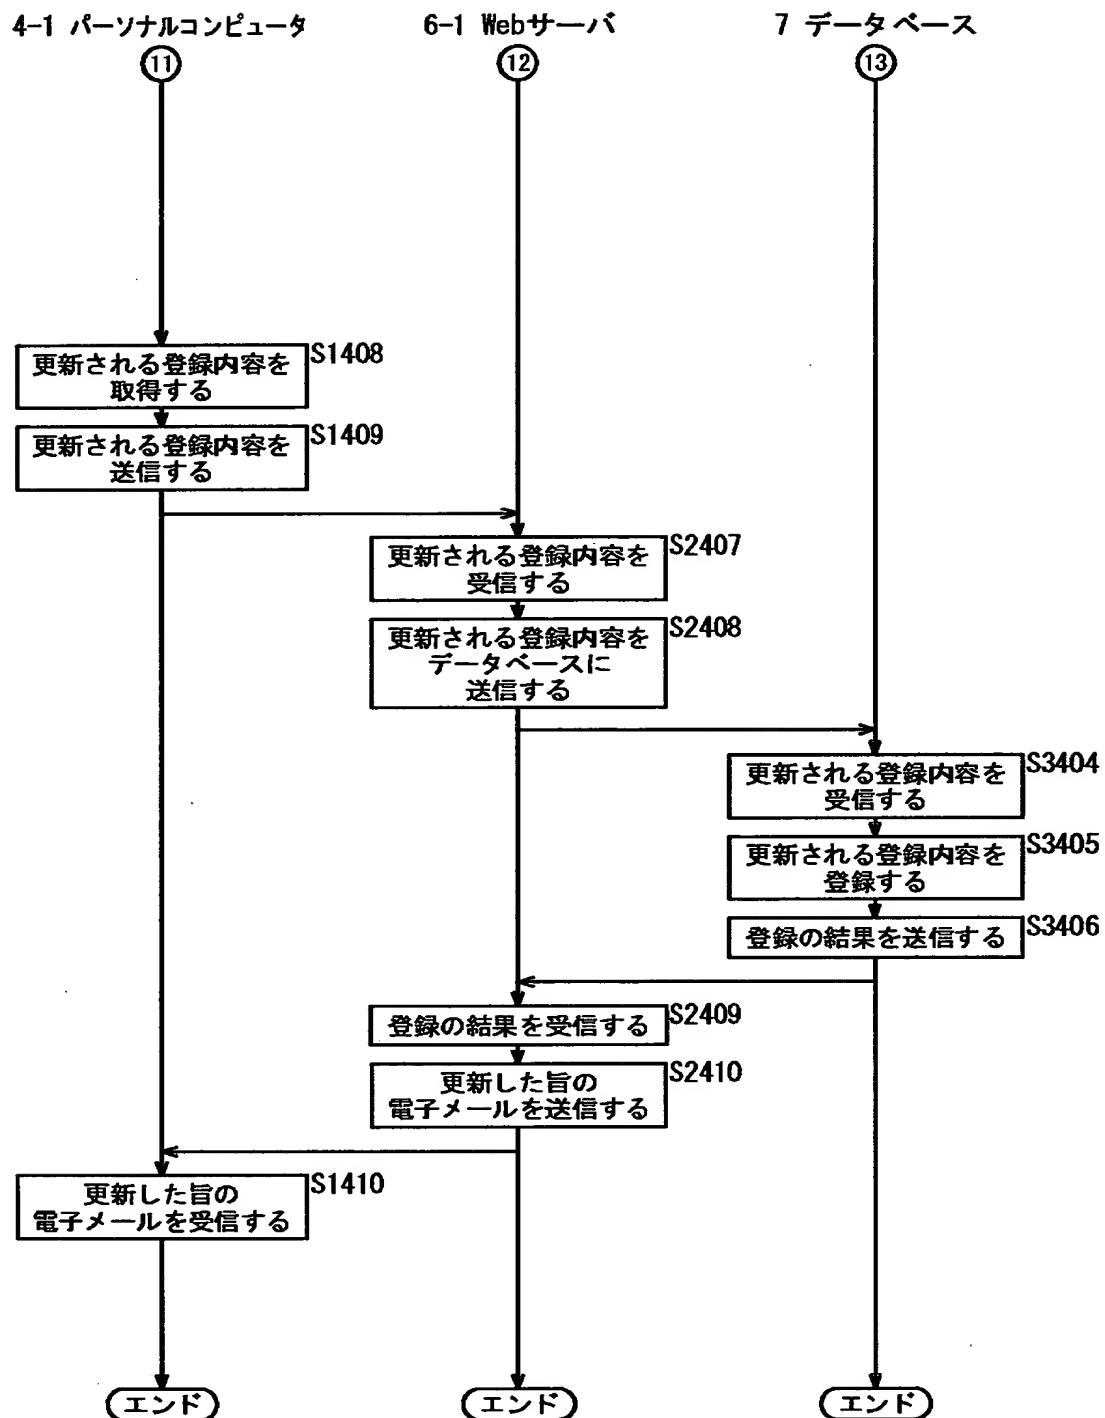 4-1 パーソナルコンピュータ
6-1 Webサーバ
7 データベース
11
12
13
更新される登録内容を
取得する
S1408
更新される登録内容を
送信する
S1409
更新される登録内容を
受信する
S2407
更新される登録内容を
データベースに
送信する
S2408
更新される登録内容を
受信する
S3404
更新される登録内容を
登録する
S3405
登録の結果を送信する
S3406
登録の結果を受信する
S2409
更新した旨の
電子メールを送信する
S2410
更新した旨の
電子メールを受信する
S1410
エンド
エンド
エンド